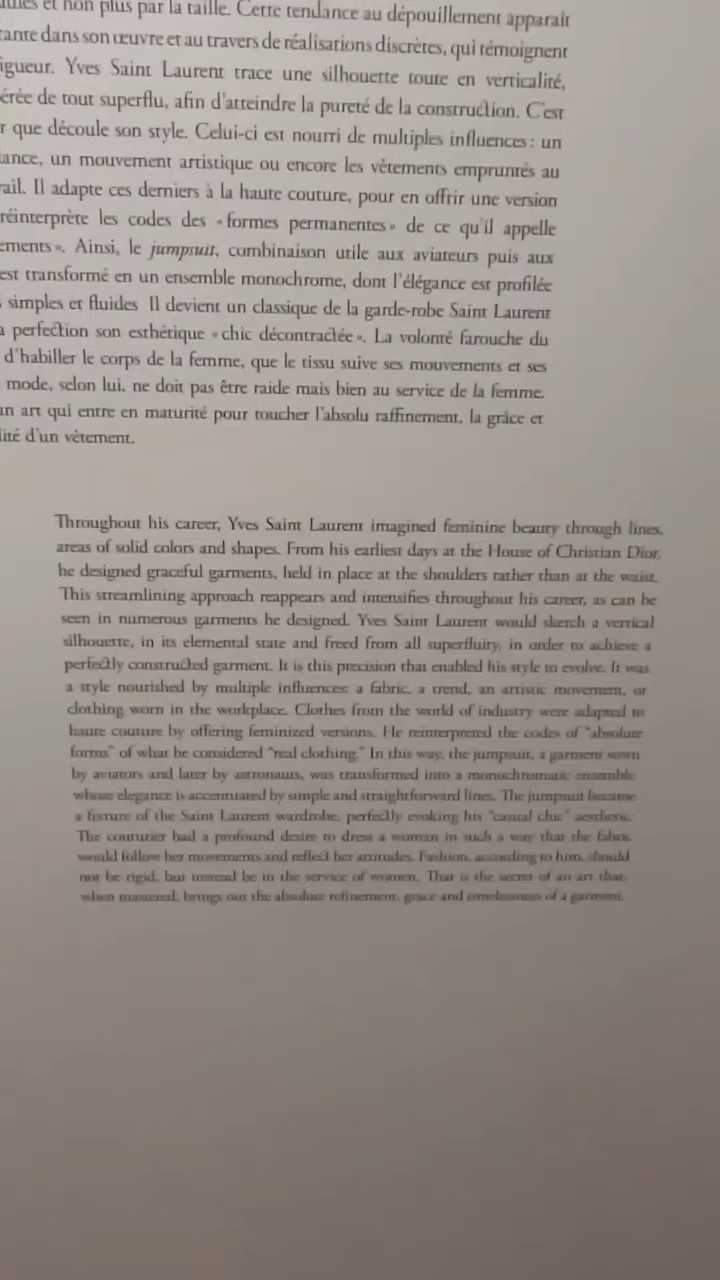 et non plus par la taille. Cette tendance au dépouillement apparaît
dans son œuvre et au travers de réalisations discrètes, qui témoignent
Yves Saint Laurent trace une silhouette toute en verticalité,
de tout superflu, afin d'atteindre la pureté de la construction. C'est
que découle son style. Celui-ci est nourri de multiples influences : un
un mouvement artistique ou encore les vêtements empruntés au
Il adapte ces derniers à la haute couture, pour en offrir une version
réinterprète les codes des « formes permanentes » de ce qu'il appelle
Ainsi, le jumpsuit, combinaison utile aux aviateurs puis aux
est transformé en un ensemble monochrome, dont l'élégance est profilée
simples et fluides Il devient un classique de la garde-robe Saint Laurent
perfection son esthétique « chic décontractée ». La volonté farouche du
d'habiller le corps de la femme, que le tissu suive ses mouvements et ses
mode, selon lui, ne doit pas être raide mais bien au service de la femme.
art qui entre en maturité pour toucher l'absolu raffinement, la grâce et
d'un vêtement.
Throughout his career, Yves Saint Laurent imagined feminine beauty through lines,
areas of solid colors and shapes. From his earliest days at the House of Christian Dior,
he designed graceful garments, held in place at the shoulders rather than at the waist.
This streamlining approach reappears and intensifies throughout his career, as can be
seen in numerous garments he designed. Yves Saint Laurent would sketch a vertical
silhouette, in its elemental state and freed from all superfluity, in order to achieve a
perfectly constructed garment. It is this precision that enabled his style to evolve. It was
a style nourished by multiple influences: a fabric, a trend, an artistic movement, or
clothing worn in the workplace. Clothes from the world of industry were adapted to
haute couture by offering feminized versions. He reinterpreted the codes of "absolute
forms" of what he considered "real clothing." In this way, the jumpsuit, a garment worn
by aviators and later by astronauts, was transformed into a monochromatic ensemble
whose elegance is accentuated by simple and straightforward lines. The jumpsuit became
a fixture of the Saint Laurent wardrobe, perfectly evoking his "casual chic" aesthetic.
The couturier had a profound desire to dress a woman in such a way that the fabric
would follow her movements and reflect her attitudes. Fashion, according to him, should
not be rigid, but instead be in the service of women. That is the secret of an art that,
when mastered, brings out the absolute refinement, grace and timelessness of a garment.